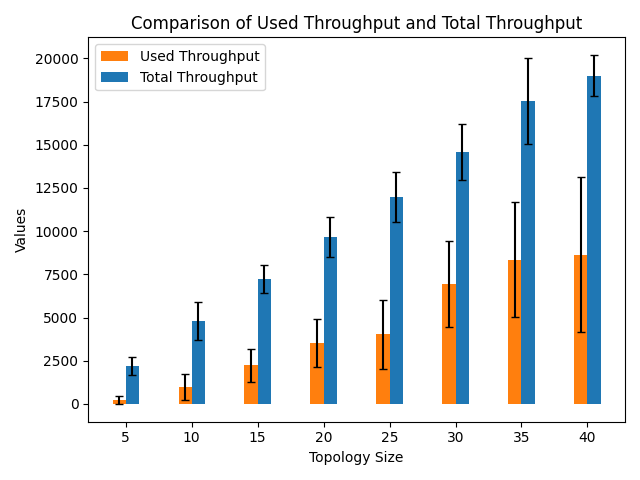 Comparison of Used Throughput and Total Throughput
Used Throughput
Total Throughput
20000
17500
15000
12500
10000
7500
5000
2500
0
Values
5 10 15 20 25 30 35 40
Topology Size